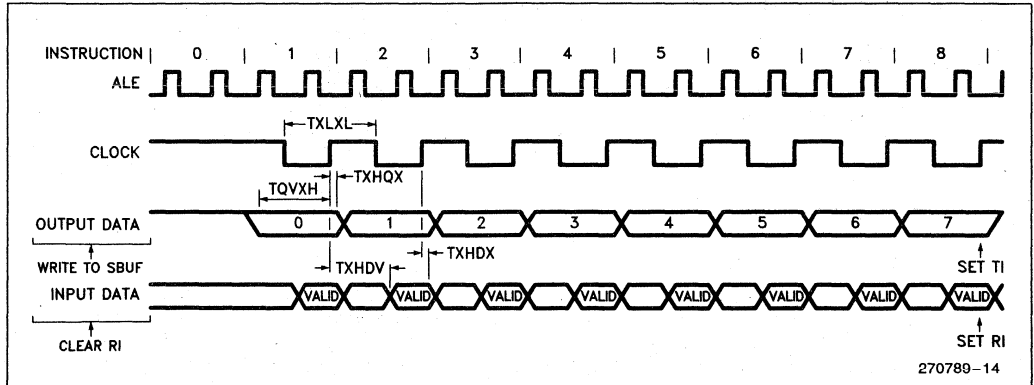 INSTRUCTION | 0 | 1 | 2 | 3 | 4 | 5 | 6 | 7 | 8 |
ALE
TXLXL
CLOCK
TQVXH
TXHQX
OUTPUT DATA 0 1 2 3 4 5 6 7
WRITE TO SBUF
TXHDV
TXHDX
SET TI
INPUT DATA VALID VALID VALID VALID VALID VALID VALID VALID
CLEAR RI
SET RI
270789-14